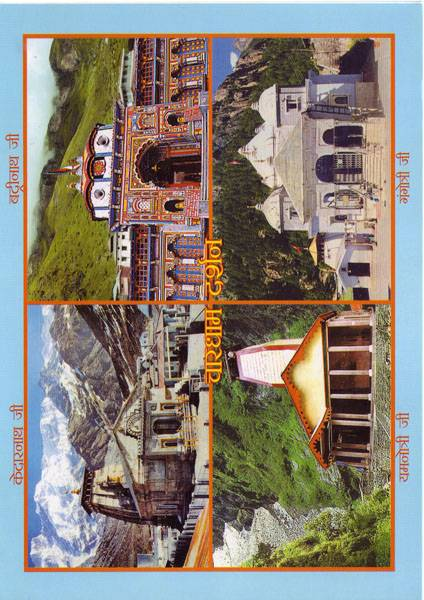 केदारनाथ जी
बद्रीनाथ जी
चारधाम दर्शन
यमनोत्री जी
गंगोत्री जी